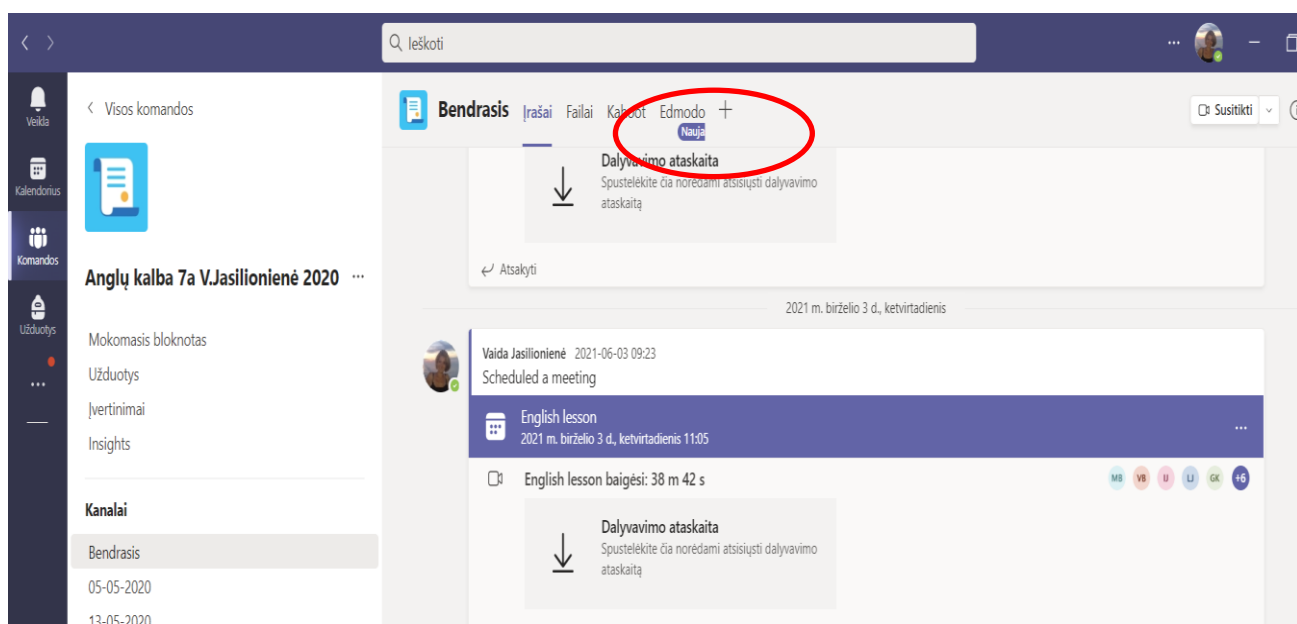 Ieškoti
Veikla
Kalendorius
Komandos
Užduotys
Visos komandos
Anglų kalba 7a V.Jasilionienė 2020 ...
Mokomasis bloknotas
Užduotys
Įvertinimai
Insights
Kanalai
Bendrasis
05-05-2020
13-05-2020
Bendrasis Įrašai Failai Kahoot Edmodo +
Nauja
Susitikti
Dalyvavimo ataskaita
Spustelėkite čia norėdami atsisiųsti dalyvavimo
ataskaitą
Atsakyti
2021 m. birželio 3 d., ketvirtadienis
Vaida Jasilionienė 2021-06-03 09:23
Scheduled a meeting
English lesson
2021 m. birželio 3 d., ketvirtadienis 11:05
English lesson baigėsi: 38 m 42 s
MB VB U LJ GK +6
Dalyvavimo ataskaita
Spustelėkite čia norėdami atsisiųsti dalyvavimo
ataskaitą